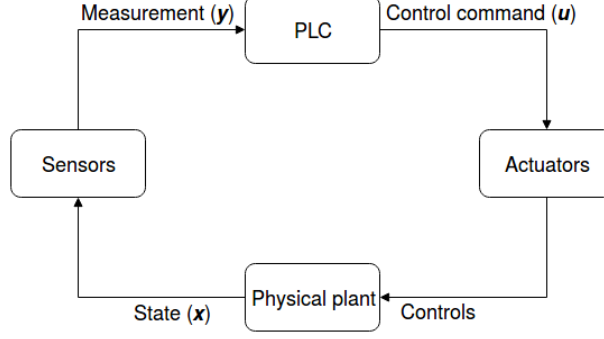 Measurement (y)
PLC
Control command (u)
Sensors
Actuators
Physical plant
State (x)
Controls